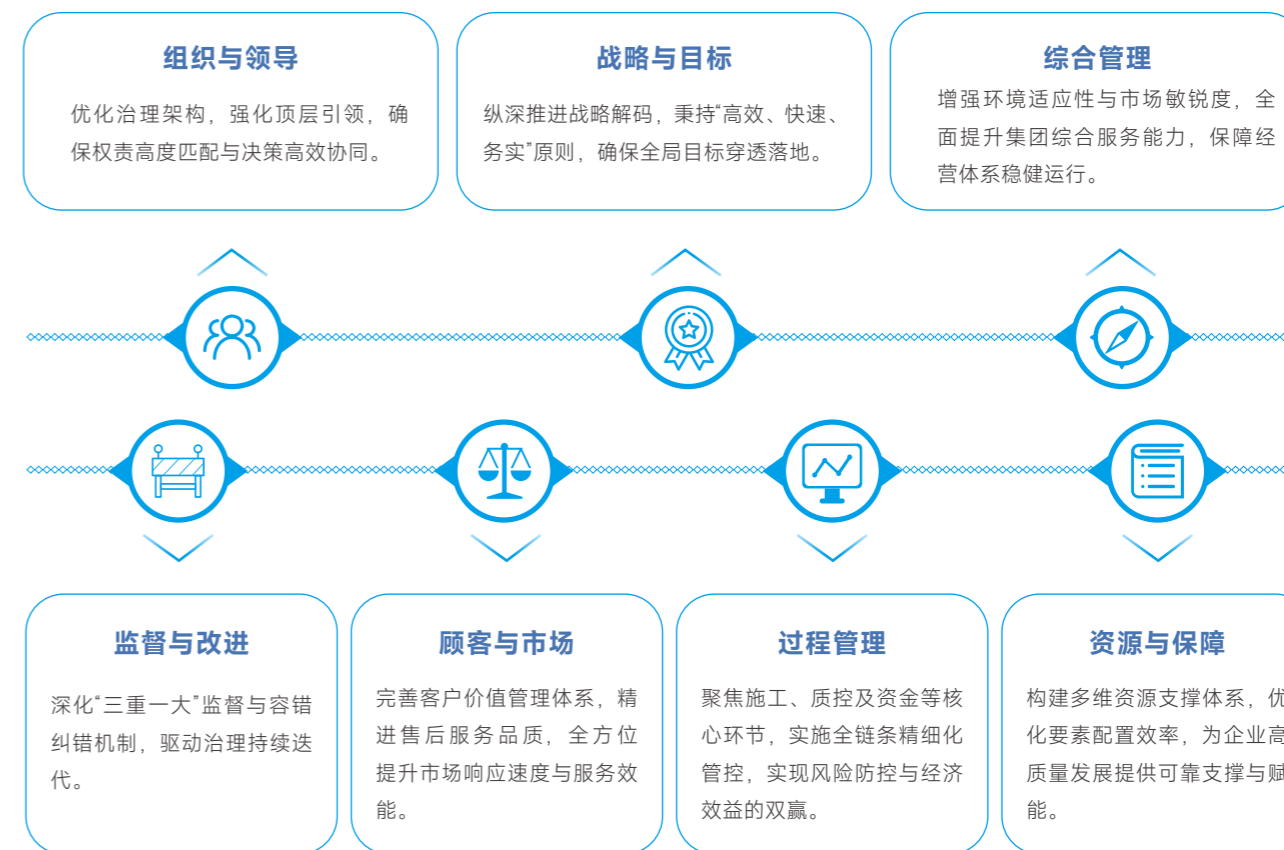 组织与领导
优化治理架构，强化顶层引领，确
保权责高度匹配与决策高效协同。
战略与目标
纵深推进战略解码，秉持“高效、快速、
务实”原则，确保全局目标穿透落地。
综合管理
增强环境适应性与市场敏锐度，全
面提升集团综合服务能力，保障经
营体系稳健运行。
监督与改进
深化“三重一大”监督与容错
纠错机制，驱动治理持续迭
代。
顾客与市场
完善客户价值管理体系，精
进售后服务品质，全方位
提升市场响应速度与服务效
能。
过程管理
聚焦施工、质控及资金等核
心环节，实施全链条精细化
管控，实现风险防控与经济
效益的双赢。
资源与保障
构建多维资源支撑体系，优
化要素配置效率，为企业高
质量发展提供可靠支撑与赋
能。